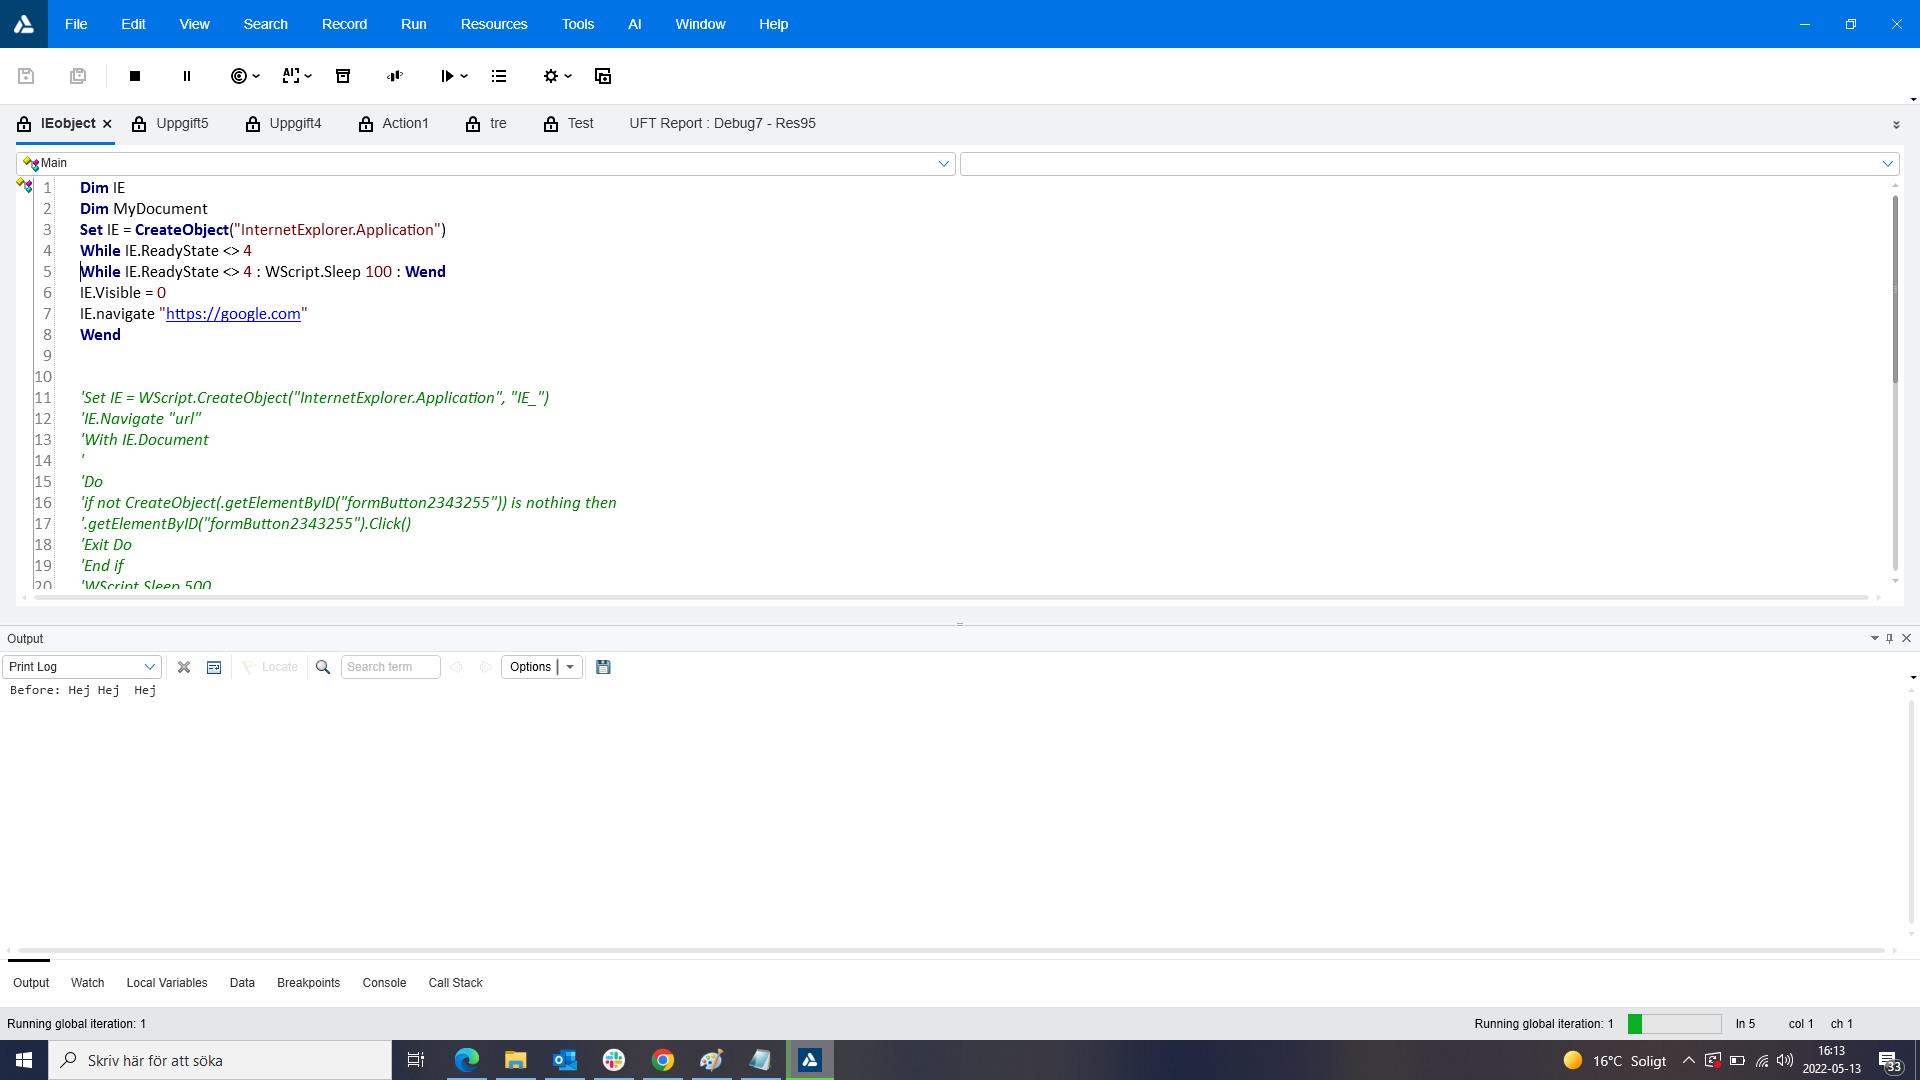 File Edit View Search Record Run Resources Tools AI Window Help
AI
IEobject Uppgift5 Uppgift4 Action1 tre Test UFT Report : Debug7 - Res95
Main
1 Dim IE
2 Dim MyDocument
3 Set IE = CreateObject("InternetExplorer.Application")
4 While IE.ReadyState <> 4
5 While IE.ReadyState <> 4 : WScript.Sleep 100 : Wend
6 IE.Visible = 0
7 IE.navigate "https://google.com"
8 Wend
9
10
11 'Set IE = WScript.CreateObject("InternetExplorer.Application", "IE_")
12 'IE.Navigate "url"
13 'With IE.Document
14 '
15 'Do
16 'if not CreateObject(.getElementByID("formButton2343255")) is nothing then
17 '.getElementByID("formButton2343255").Click()
18 'Exit Do
19 'End if
20 'WScript.Sleep 500
Output
Print Log Locate Search term Options
Before: Hej Hej  Hej
Output Watch Local Variables Data Breakpoints Console Call Stack
Running global iteration: 1 Running global iteration: 1 ln 5 col 1 ch 1
Skriv här för att söka 16°C Soligt 16:13
2022-05-13 33